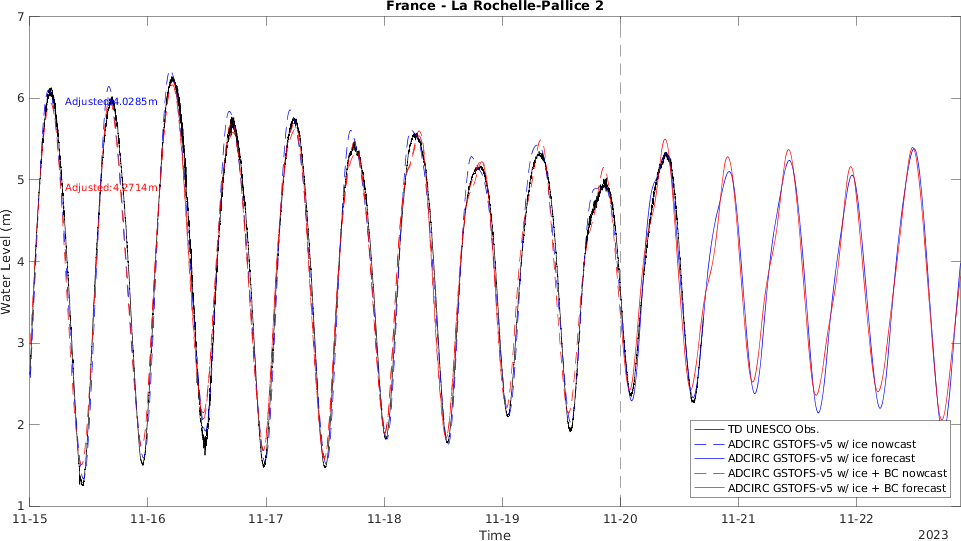 France - La Rochelle-Pallice 2
7
6
5
4
3
2
1
Water Level (m)
Adjusted:4.0285m
Adjusted:4.2714m
TD UNESCO Obs.
ADCIRC GSTOFS-v5 w/ ice nowcast
ADCIRC GSTOFS-v5 w/ ice forecast
ADCIRC GSTOFS-v5 w/ ice + BC nowcast
ADCIRC GSTOFS-v5 w/ ice + BC forecast
11-15 11-16 11-17 11-18 11-19 11-20 11-21 11-22
Time
2023